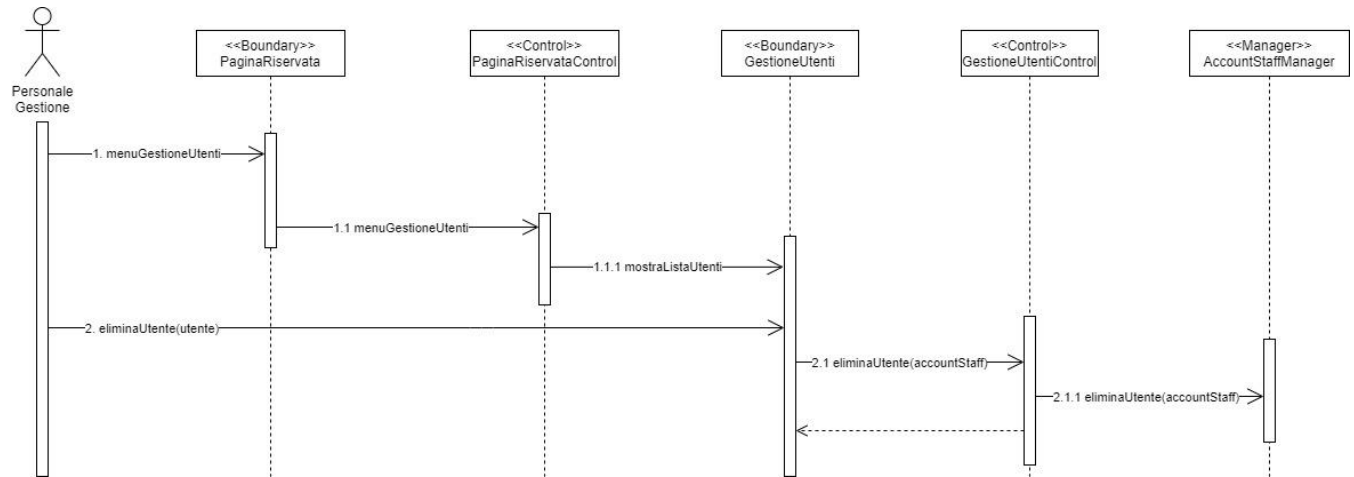 <<Boundary>>
PaginaRiservata
<<Control>>
PaginaRiservataControl
<<Boundary>>
GestioneUtenti
<<Control>>
GestioneUtentiControl
<<Manager>>
AccountStaffManager
Personale
Gestione
1. menuGestioneUtenti
1.1 menuGestioneUtenti
1.1.1 mostraListaUtenti
2. eliminaUtente(utente)
2.1 eliminaUtente(accountStaff)
2.1.1 eliminaUtente(accountStaff)